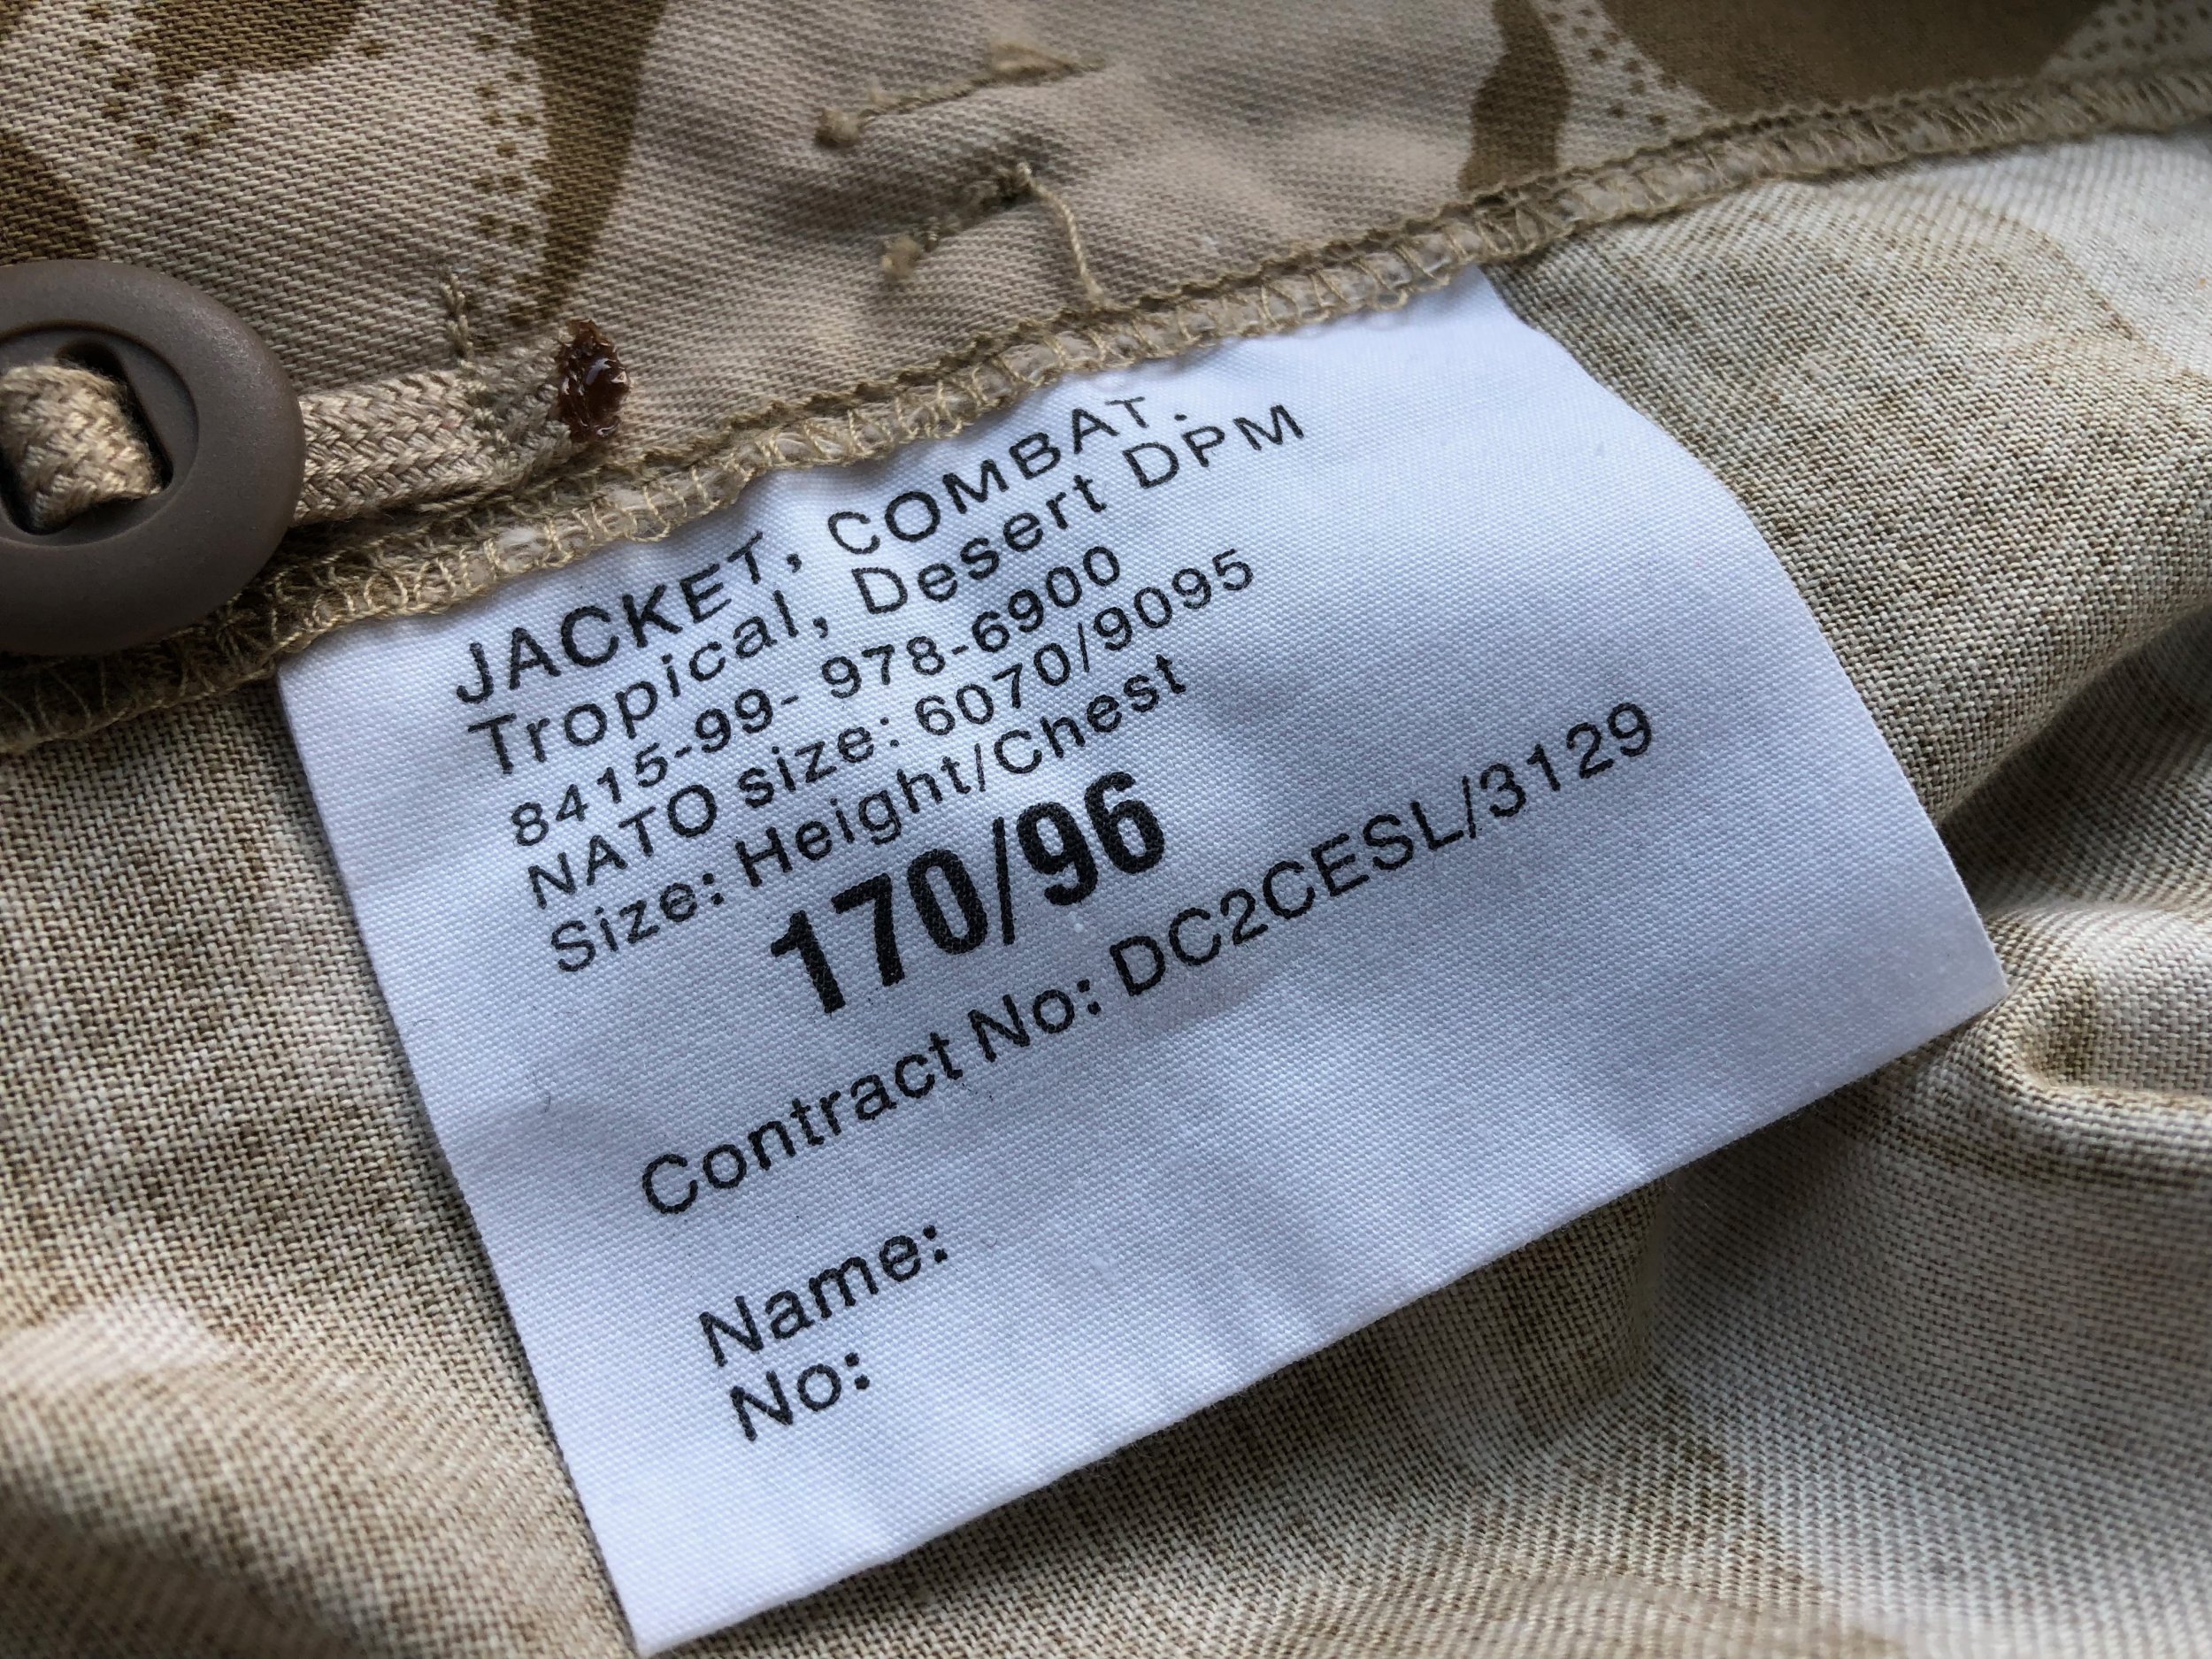 JACKET, COMBAT.
Tropical, Desert DPM
8415-99- 978-6900
NATO size: 6070/9095
Size: Height/Chest
170/96
Contract No: DC2CESL/3129
Name:
No: